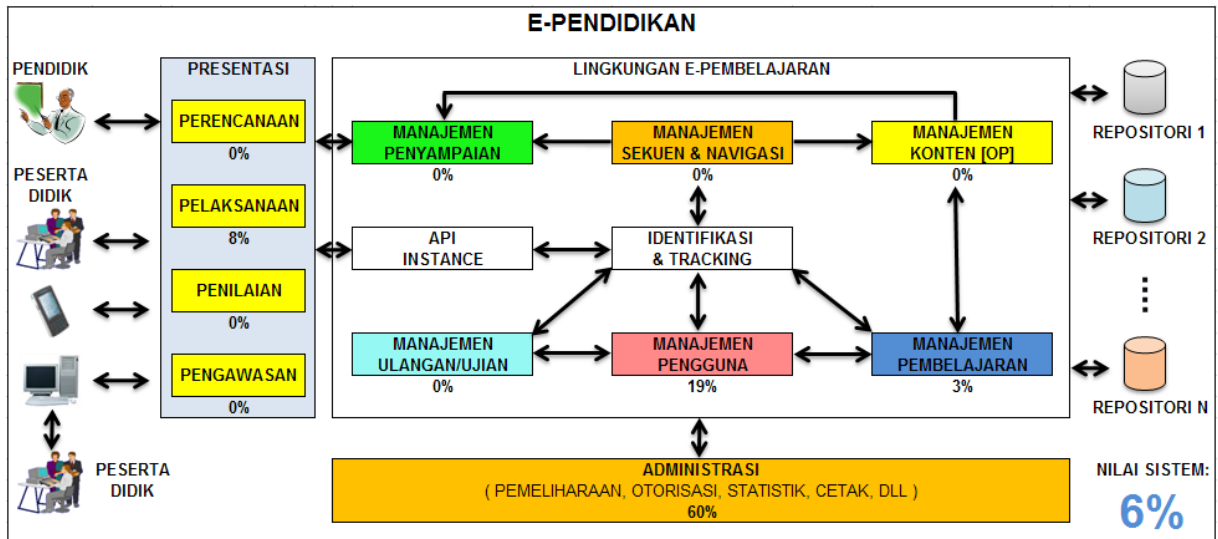 E-PENDIDIKAN
PENDIDIK
PESERTA
DIDIK
PESERTA
DIDIK
PRESENTASI
PERENCANAAN
0%
PELAKSANAAN
8%
PENILAIAN
0%
PENGAWASAN
0%
LINGKUNGAN E-PEMBELAJARAN
MANAJEMEN
PENYAMPAIAN
0%
MANAJEMEN
SEKUEN & NAVIGASI
0%
MANAJEMEN
KONTEN [OP]
0%
API
INSTANCE
IDENTIFIKASI
& TRACKING
MANAJEMEN
ULANGAN/UJIAN
0%
MANAJEMEN
PENGGUNA
19%
MANAJEMEN
PEMBELAJARAN
3%
REPOSITORI 1
REPOSITORI 2
REPOSITORI N
ADMINISTRASI
( PEMELIHARAAN, OTORISASI, STATISTIK, CETAK, DLL )
60%
NILAI SISTEM:
6%